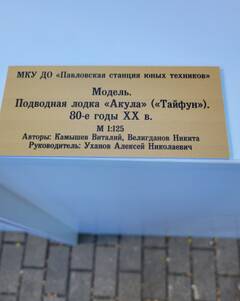 МКУ ДО «Павловская станция юных техников»
Модель.
Подводная лодка «Акула» («Тайфун»).
80-е годы XX в.
М 1:125
Авторы: Камышев Виталий, Велигданов Никита
Руководитель: Уханов Алексей Николаевич